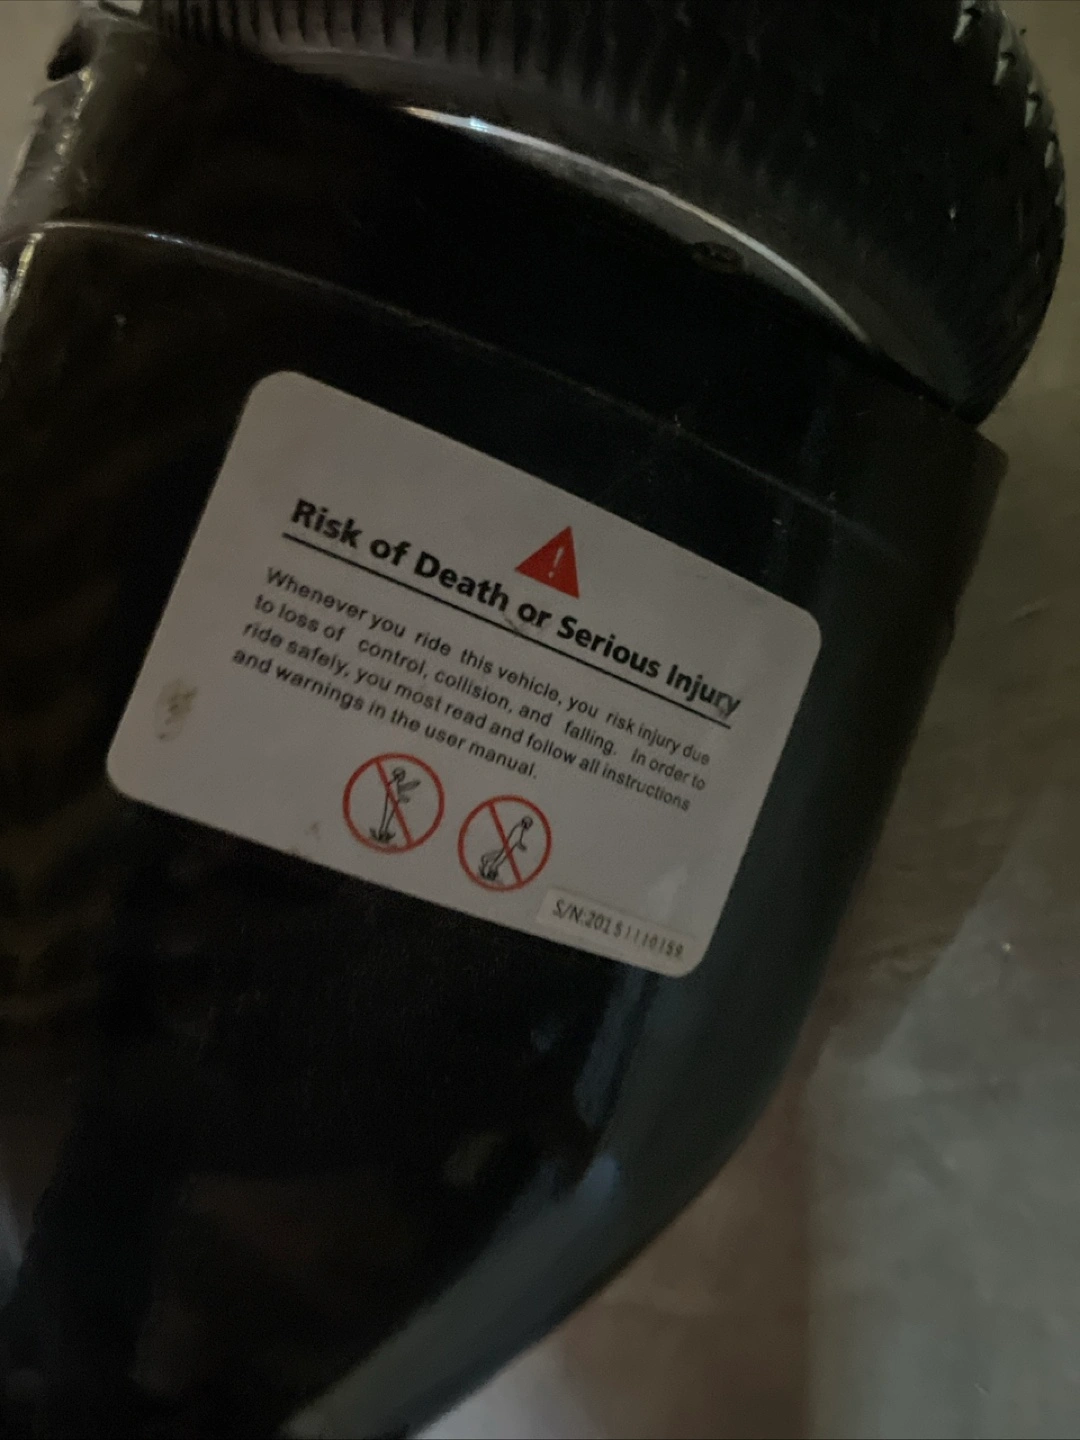 Risk of Death or Serious Injury
Whenever you ride this vehicle, you risk injury due
to loss of control, collision, and falling. In order to
ride safely, you most read and follow all instructions
and warnings in the user manual.
S/N:20151110159